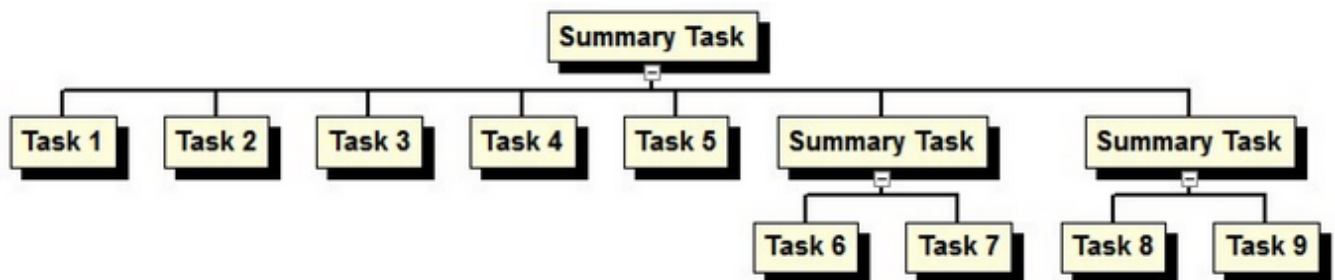 Summary Task
Task 1 Task 2 Task 3 Task 4 Task 5 Summary Task Summary Task
Task 6 Task 7 Task 8 Task 9